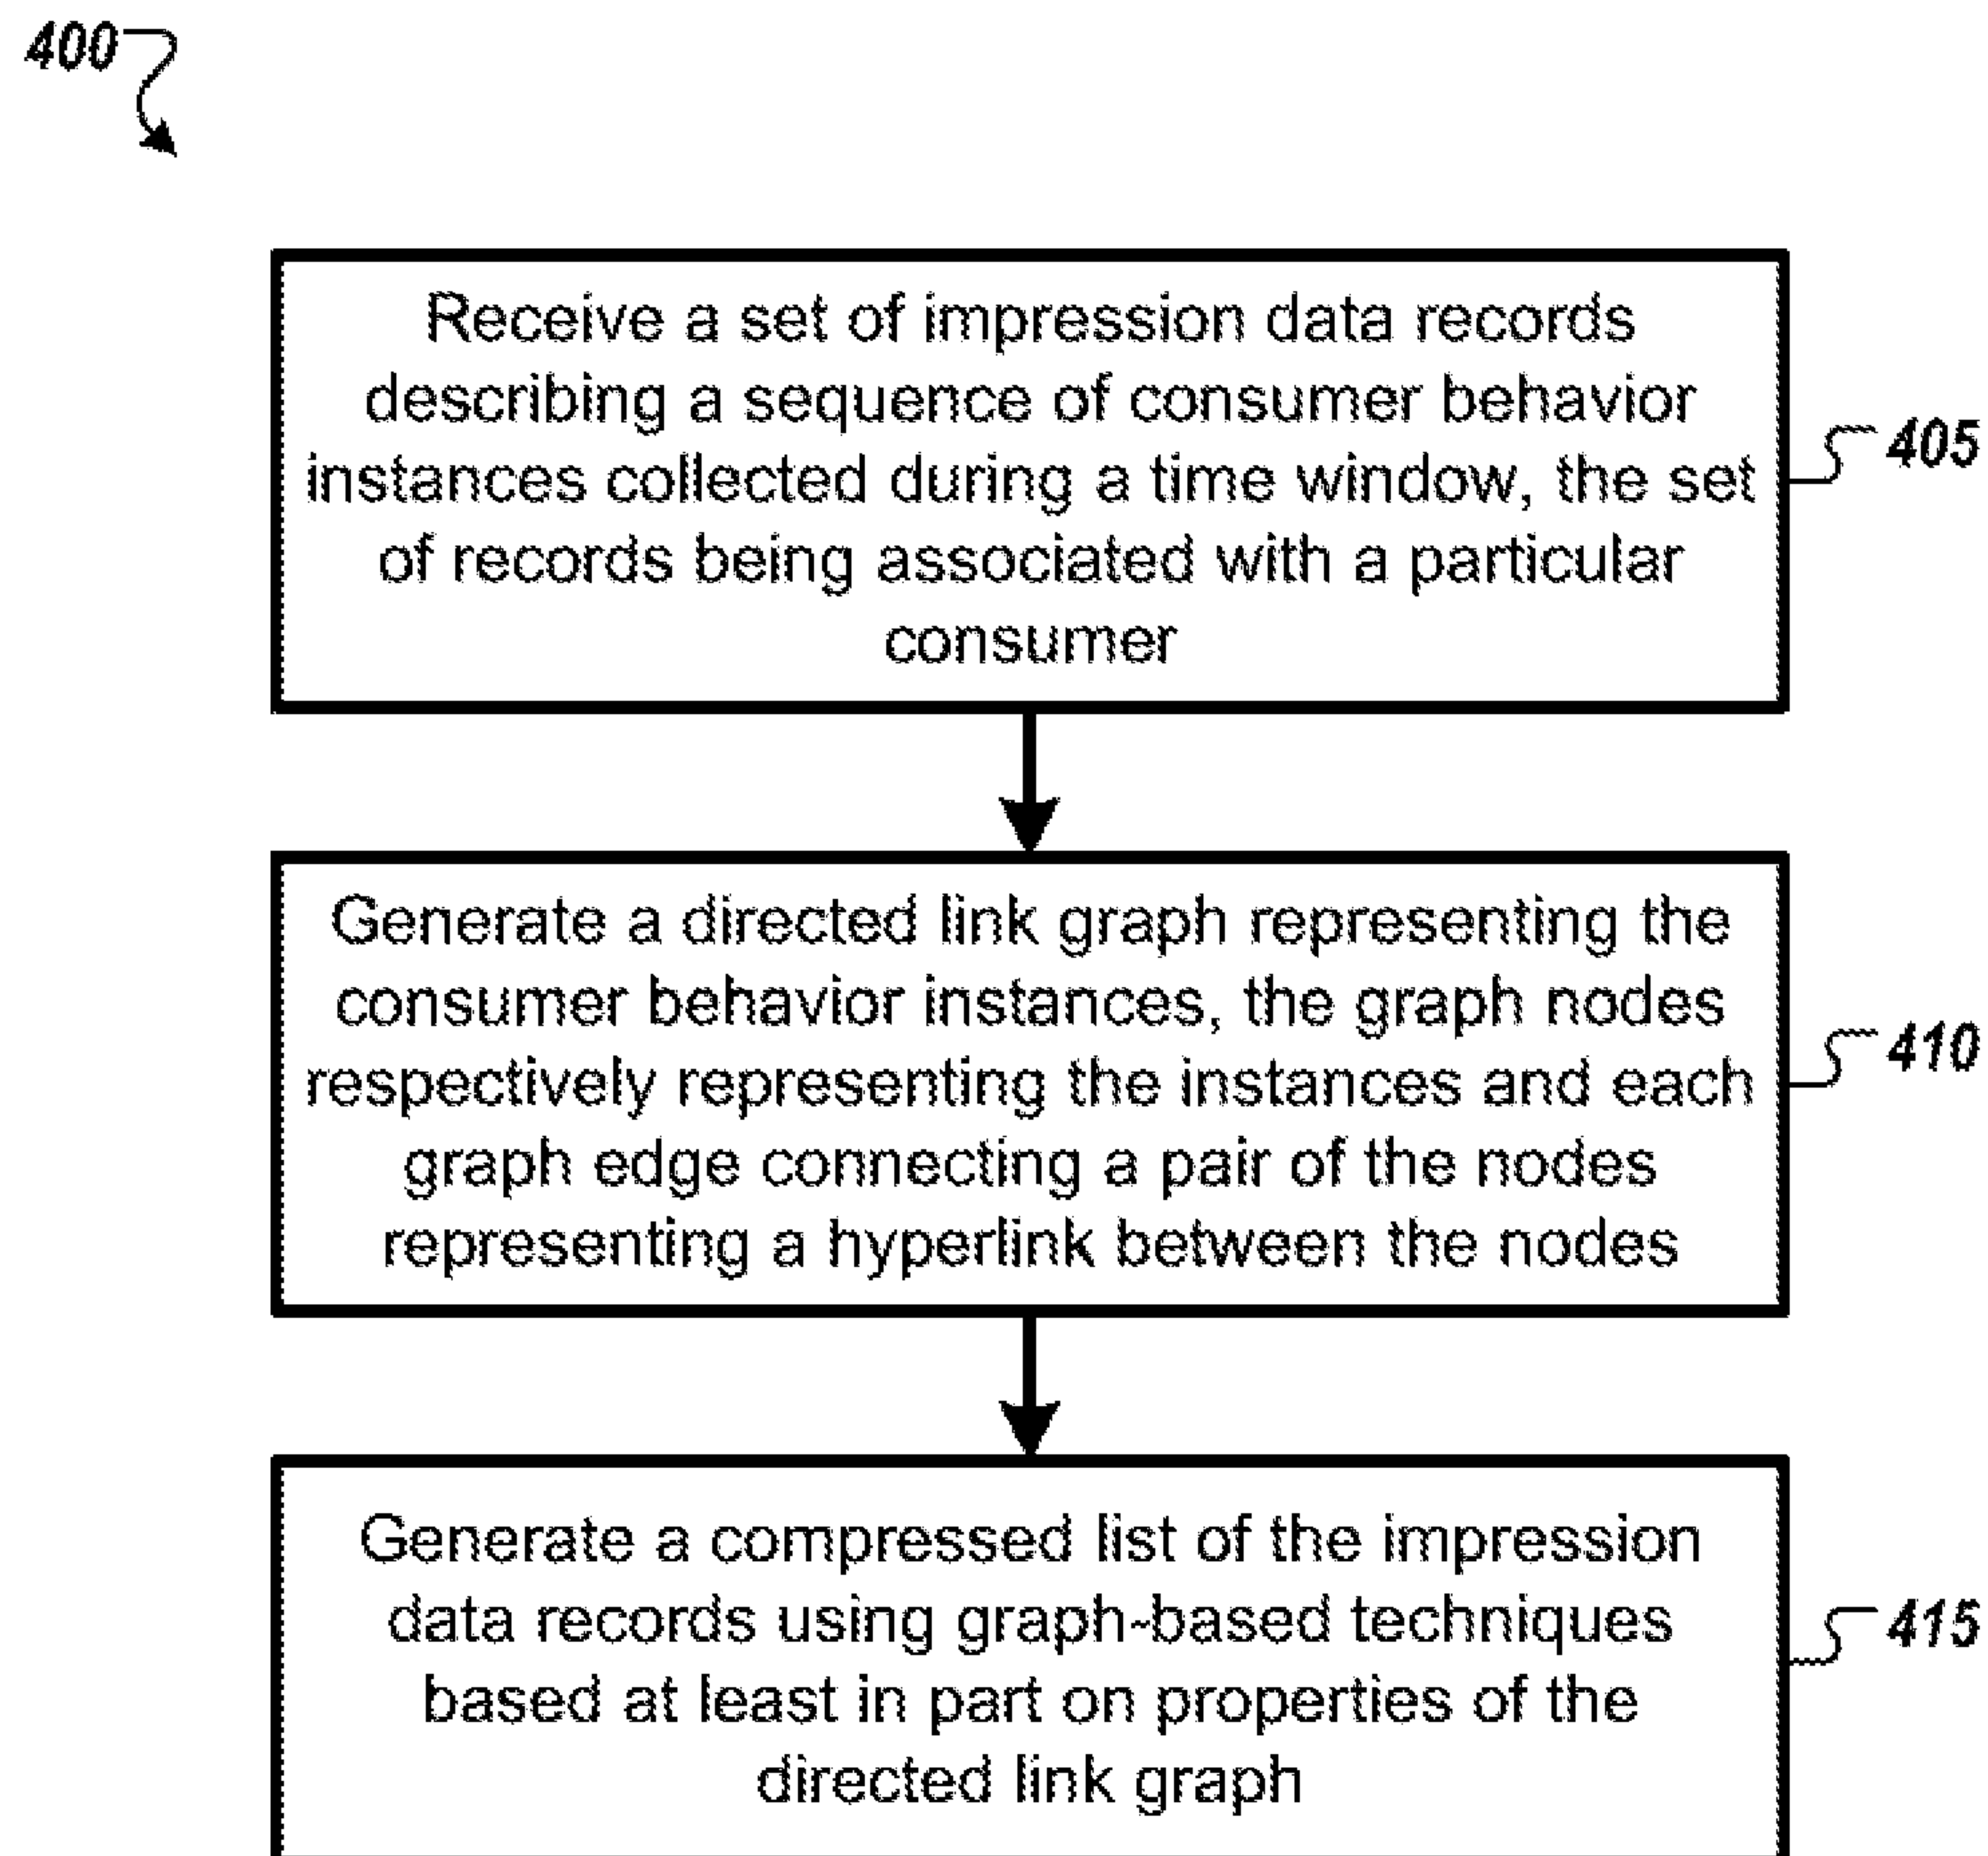 400
Receive a set of impression data records
describing a sequence of consumer behavior
instances collected during a time window, the set
of records being associated with a particular
consumer
405
Generate a directed link graph representing the
consumer behavior instances, the graph nodes
respectively representing the instances and each
graph edge connecting a pair of the nodes
representing a hyperlink between the nodes
410
Generate a compressed list of the impression
data records using graph-based techniques
based at least in part on properties of the
directed link graph
415